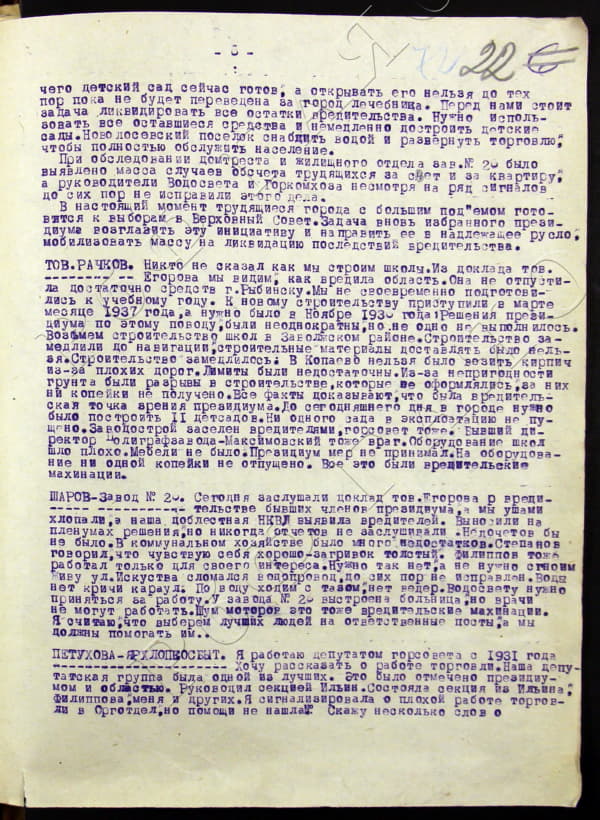 - 8 -
22
чего детский сад сейчас готов, а открывать его нельзя до тех
пор пока не будет переведена за город лечебница. Перед нами стоит
задача ликвидировать все остатки вредительства. Нужно исполь-
зовать все оставшиеся средства и немедленно достроить детские
сады. Новолосевский поселок снабдить водой и развернуть торговлю,
чтобы полностью обслужить население.
При обследовании домтреста и жилищного отдела зав.№ 26 было
выявлено масса случаев обсчета трудящихся за свет и за квартиру,
а руководители Водосвета и Горкомхоза несмотря на ряд сигналов
до сих пор не исправили этого дела.
В настоящий момент трудящиеся города с большим под"емом гото-
вятся к выборам в Верховный Совет.Задача вновь избранного прези-
диума возглавить эту инициативу и направить ее в надлежащее русло,
мобилизовать массу на ликвидацию последствий вредительства.
ТОВ.РАЧКОВ. Никто не сказал как мы строим школы.Из доклада тов.
Егорова мы видим, как вредила область.Она не отпусти-
ла достаточно средств г.Рыбинску.Мы не своевременно подготови-
лись к учебному году. К новому строительству приступили в марте
месяце 1937 года,а нужно было в Ноябре 1936 года.Решения прези-
диума по этому поводу,были неоднократны,но не одно не выполнилось.
Возьмем строительство школ в Заволжском районе.Строительство за-
медлили до навигации,строительные материалы доставлять было нель-
зя.Строительство замедлилось. В Копаево нельзя было возить кирпич
из-за плохих дорог.Лимиты были недостаточны.Из-за непригодности
грунта были разрывы в строительстве,которые не оформлялись,за них
ни копейки не получено.Все факты доказывают,что была вредитель-
ская точка зрения президиума.До сегодняшнего дня в городе нужно
было построить II детсадов.Ни одного сада в эксплоатацию не пу-
щено.Заводострой заселен вредителями,горсовет тоже. Бывший ди-
ректор Полиграфзавода-Максимовский тоже враг.Оборудование школ
шло плохо.Мебели не было.Президиум мер не принимал.На оборудова-
ние ни одной копейки не отпущено. Все это были вредительские
махинации.
ШАРОВ-Завод № 26. Сегодня заслушали доклад тов.Егорова о вреди-
тельстве бывших членов президиума,а мы ушами
хлопали,а наша доблестная НКВД выявила вредителей. Выносили на
пленумах решения,но никогда отчетов не заслушивали .Недочетов бы
не было.В коммунальном хозяйстве было много недостатков.Степанов
говорил,что чувствую себя хорошо-загривок толстый. Филиппов тоже
работал только для своего интереса.Нужно так нет,а не нужно строим
Внизу ул.Искуства сломался водопровод,до сих пор не исправлен.Воды
нет кричи караул. По воду ходим с тазом,нет ведер.Водосвету нужно
приняться за работу.У завода № 26 выстроена больница,но врачи
не могут работать.Шум моторов это тоже вредительские махинации.
Я считаю,что выберем лучших людей на ответственные посты,а мы
должны помогать им..
ПЕТУХОВА-ЯРХЛОПКОСБЫТ. Я работаю депутатом горсовета с 1931 года
Хочу рассказать о работе торговли.Наша депу-
татская группа была одной из лучших. Это было отмечено президиу-
мом и областью. Руководил секцией Ильин.Состояла секция из Ильина,
Филиппова,меня и других.Я сигнализировала о плохой работе торгов-
ли в Орготдел,но помощи не нашла. Скажу несколько слов о